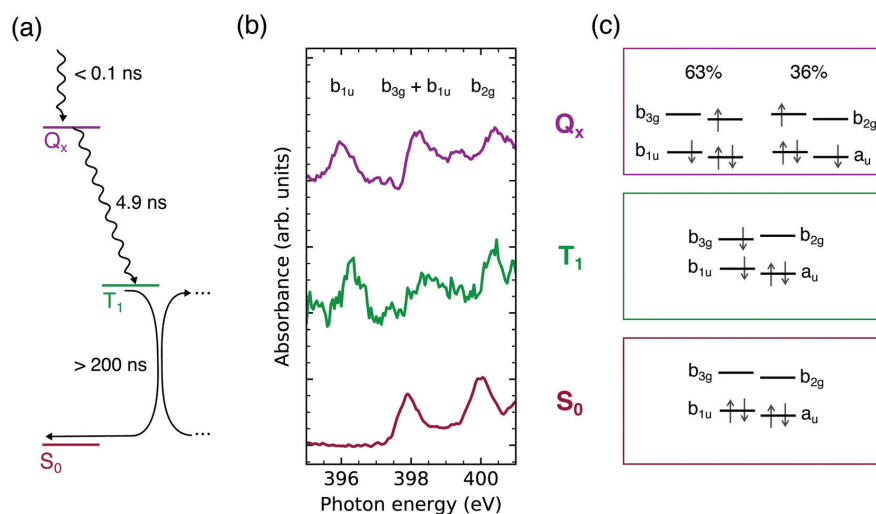 (a)
< 0.1 ns
Qx
4.9 ns
T1
...
> 200 ns
...
S0
(b)
b1u b3g + b1u b2g
Absorbance (arb. units)
396 398 400
Photon energy (eV)
Qx
T1
S0
(c)
63% 36%
b3g b2g
b1u au
b3g b2g
b1u au
b3g b2g
b1u au